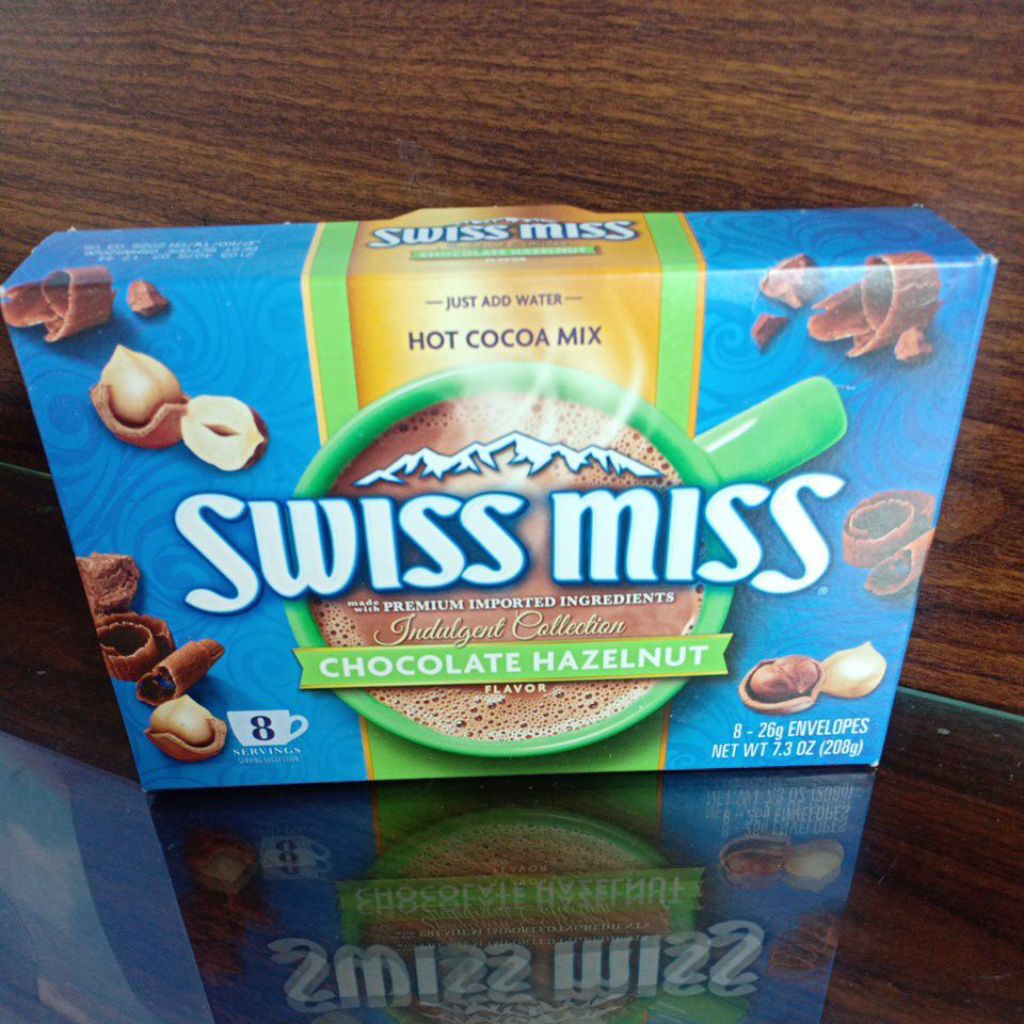 SWISS MISS
CHOCOLATE HAZELNUT
FLAVOR
— JUST ADD WATER —
HOT COCOA MIX
SWISS MISS
made with PREMIUM IMPORTED INGREDIENTS
Indulgent Collection
CHOCOLATE HAZELNUT
FLAVOR
8
SERVINGS
8 - 26g ENVELOPES
NET WT 7.3 OZ (208g)